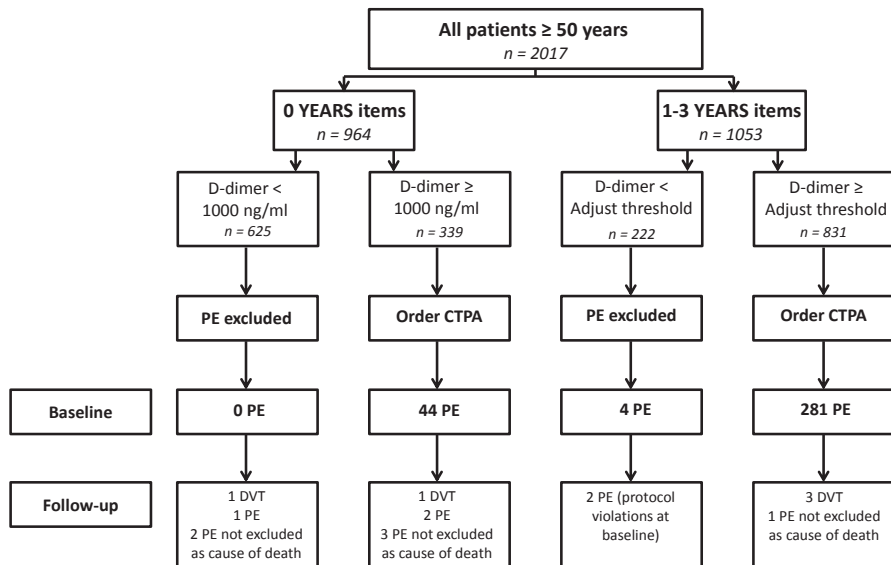 All patients ≥ 50 years
n = 2017
0 YEARS items
n = 964
1-3 YEARS items
n = 1053
D-dimer <
1000 ng/ml
n = 625
D-dimer ≥
1000 ng/ml
n = 339
D-dimer <
Adjust threshold
n = 222
D-dimer ≥
Adjust threshold
n = 831
PE excluded
Order CTPA
PE excluded
Order CTPA
Baseline
0 PE
44 PE
4 PE
281 PE
Follow-up
1 DVT
1 PE
2 PE not excluded
as cause of death
1 DVT
2 PE
3 PE not excluded
as cause of death
2 PE (protocol
violations at
baseline)
3 DVT
1 PE not excluded
as cause of death